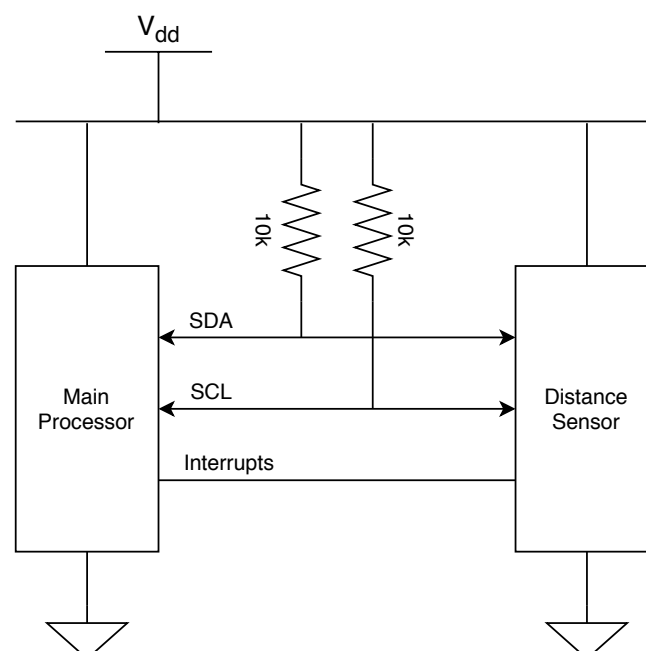 Vdd
10k
10k
SDA
SCL
Main
Processor
Distance
Sensor
Interrupts